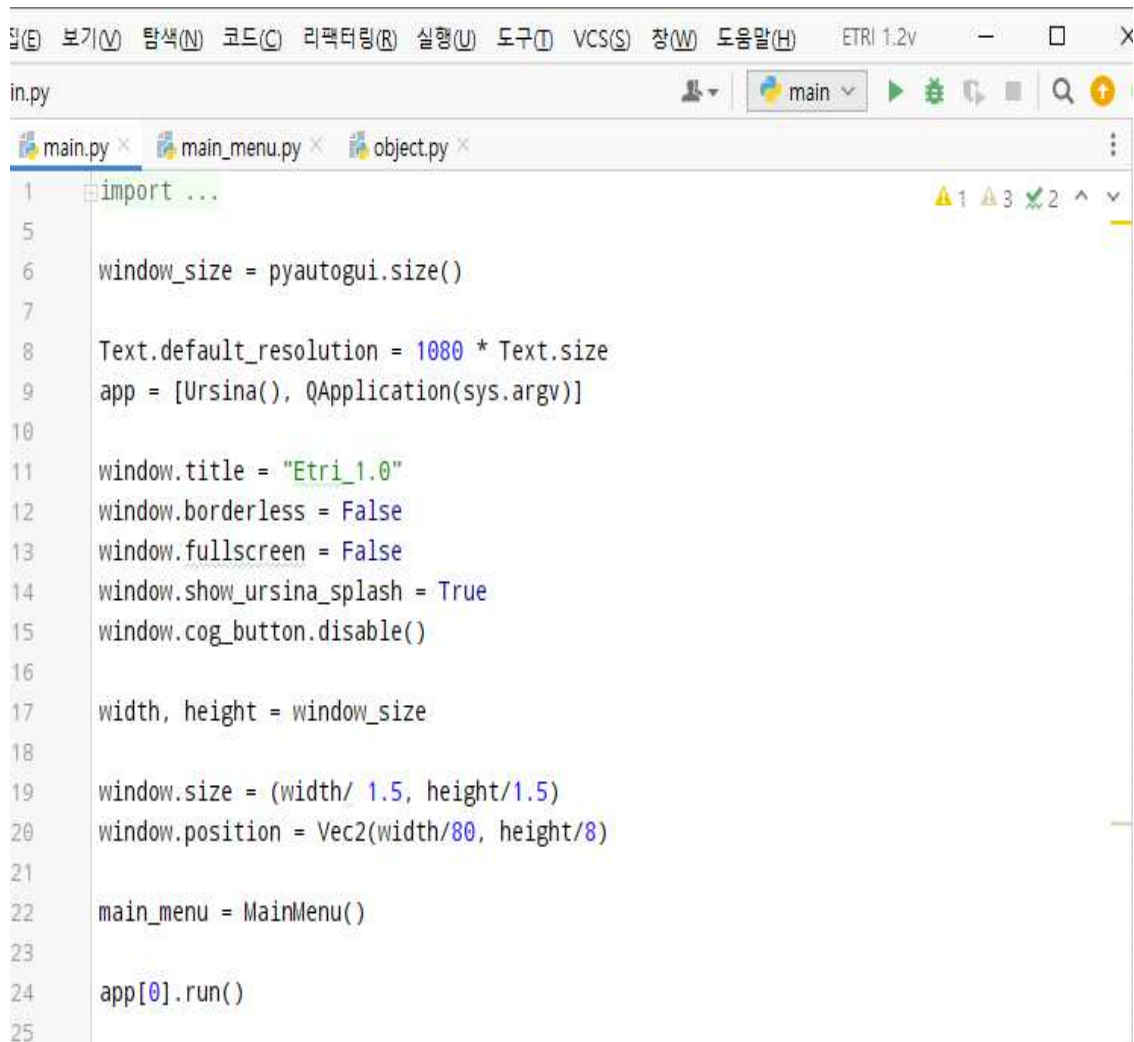 집(E) 보기(V) 탐색(N) 코드(C) 리팩터링(R) 실행(U) 도구(T) VCS(S) 창(W) 도움말(H) ETRI 1.2v
in.py main
main.py main_menu.py object.py
1 import ... 1 3 2
5
6 window_size = pyautogui.size()
7
8 Text.default_resolution = 1080 * Text.size
9 app = [Ursina(), QApplication(sys.argv)]
10
11 window.title = "Etri_1.0"
12 window.borderless = False
13 window.fullscreen = False
14 window.show_ursina_splash = True
15 window.cog_button.disable()
16
17 width, height = window_size
18
19 window.size = (width/ 1.5, height/1.5)
20 window.position = Vec2(width/80, height/8)
21
22 main_menu = MainMenu()
23
24 app[0].run()
25